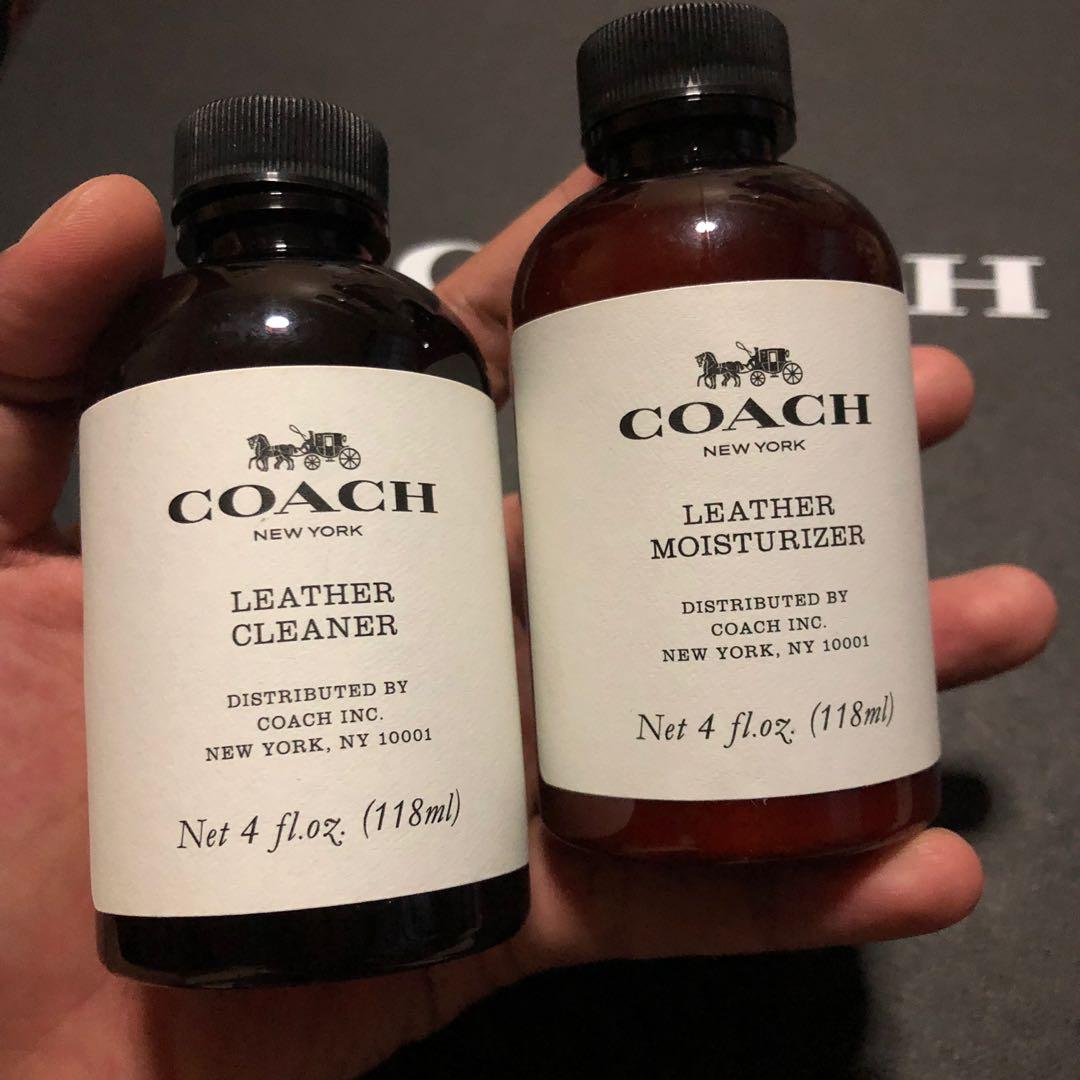 COACH
NEW YORK
LEATHER
CLEANER
DISTRIBUTED BY
COACH INC.
NEW YORK, NY 10001
Net 4 fl.oz. (118ml)
COACH
NEW YORK
LEATHER
MOISTURIZER
DISTRIBUTED BY
COACH INC.
NEW YORK, NY 10001
Net 4 fl.oz. (118ml)